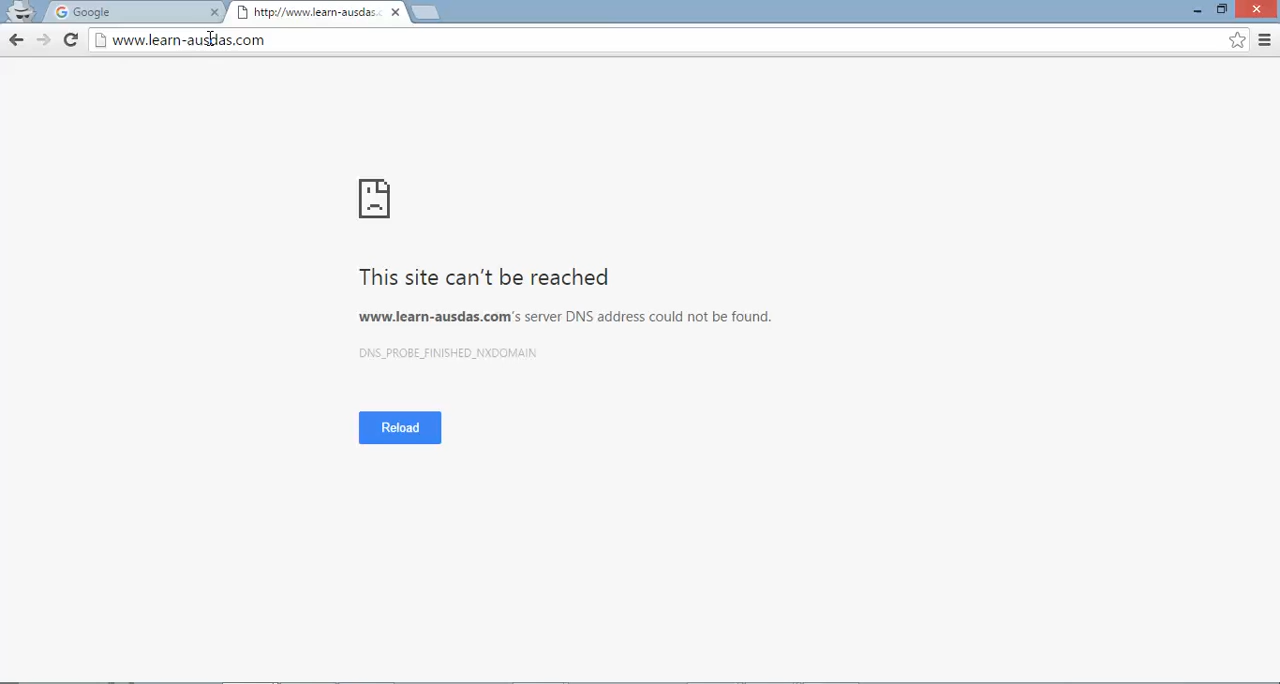 Google
http://www.learn-ausdas.c
www.learn-ausdas.com
This site can't be reached
www.learn-ausdas.com's server DNS address could not be found.
DNS_PROBE_FINISHED_NXDOMAIN
Reload